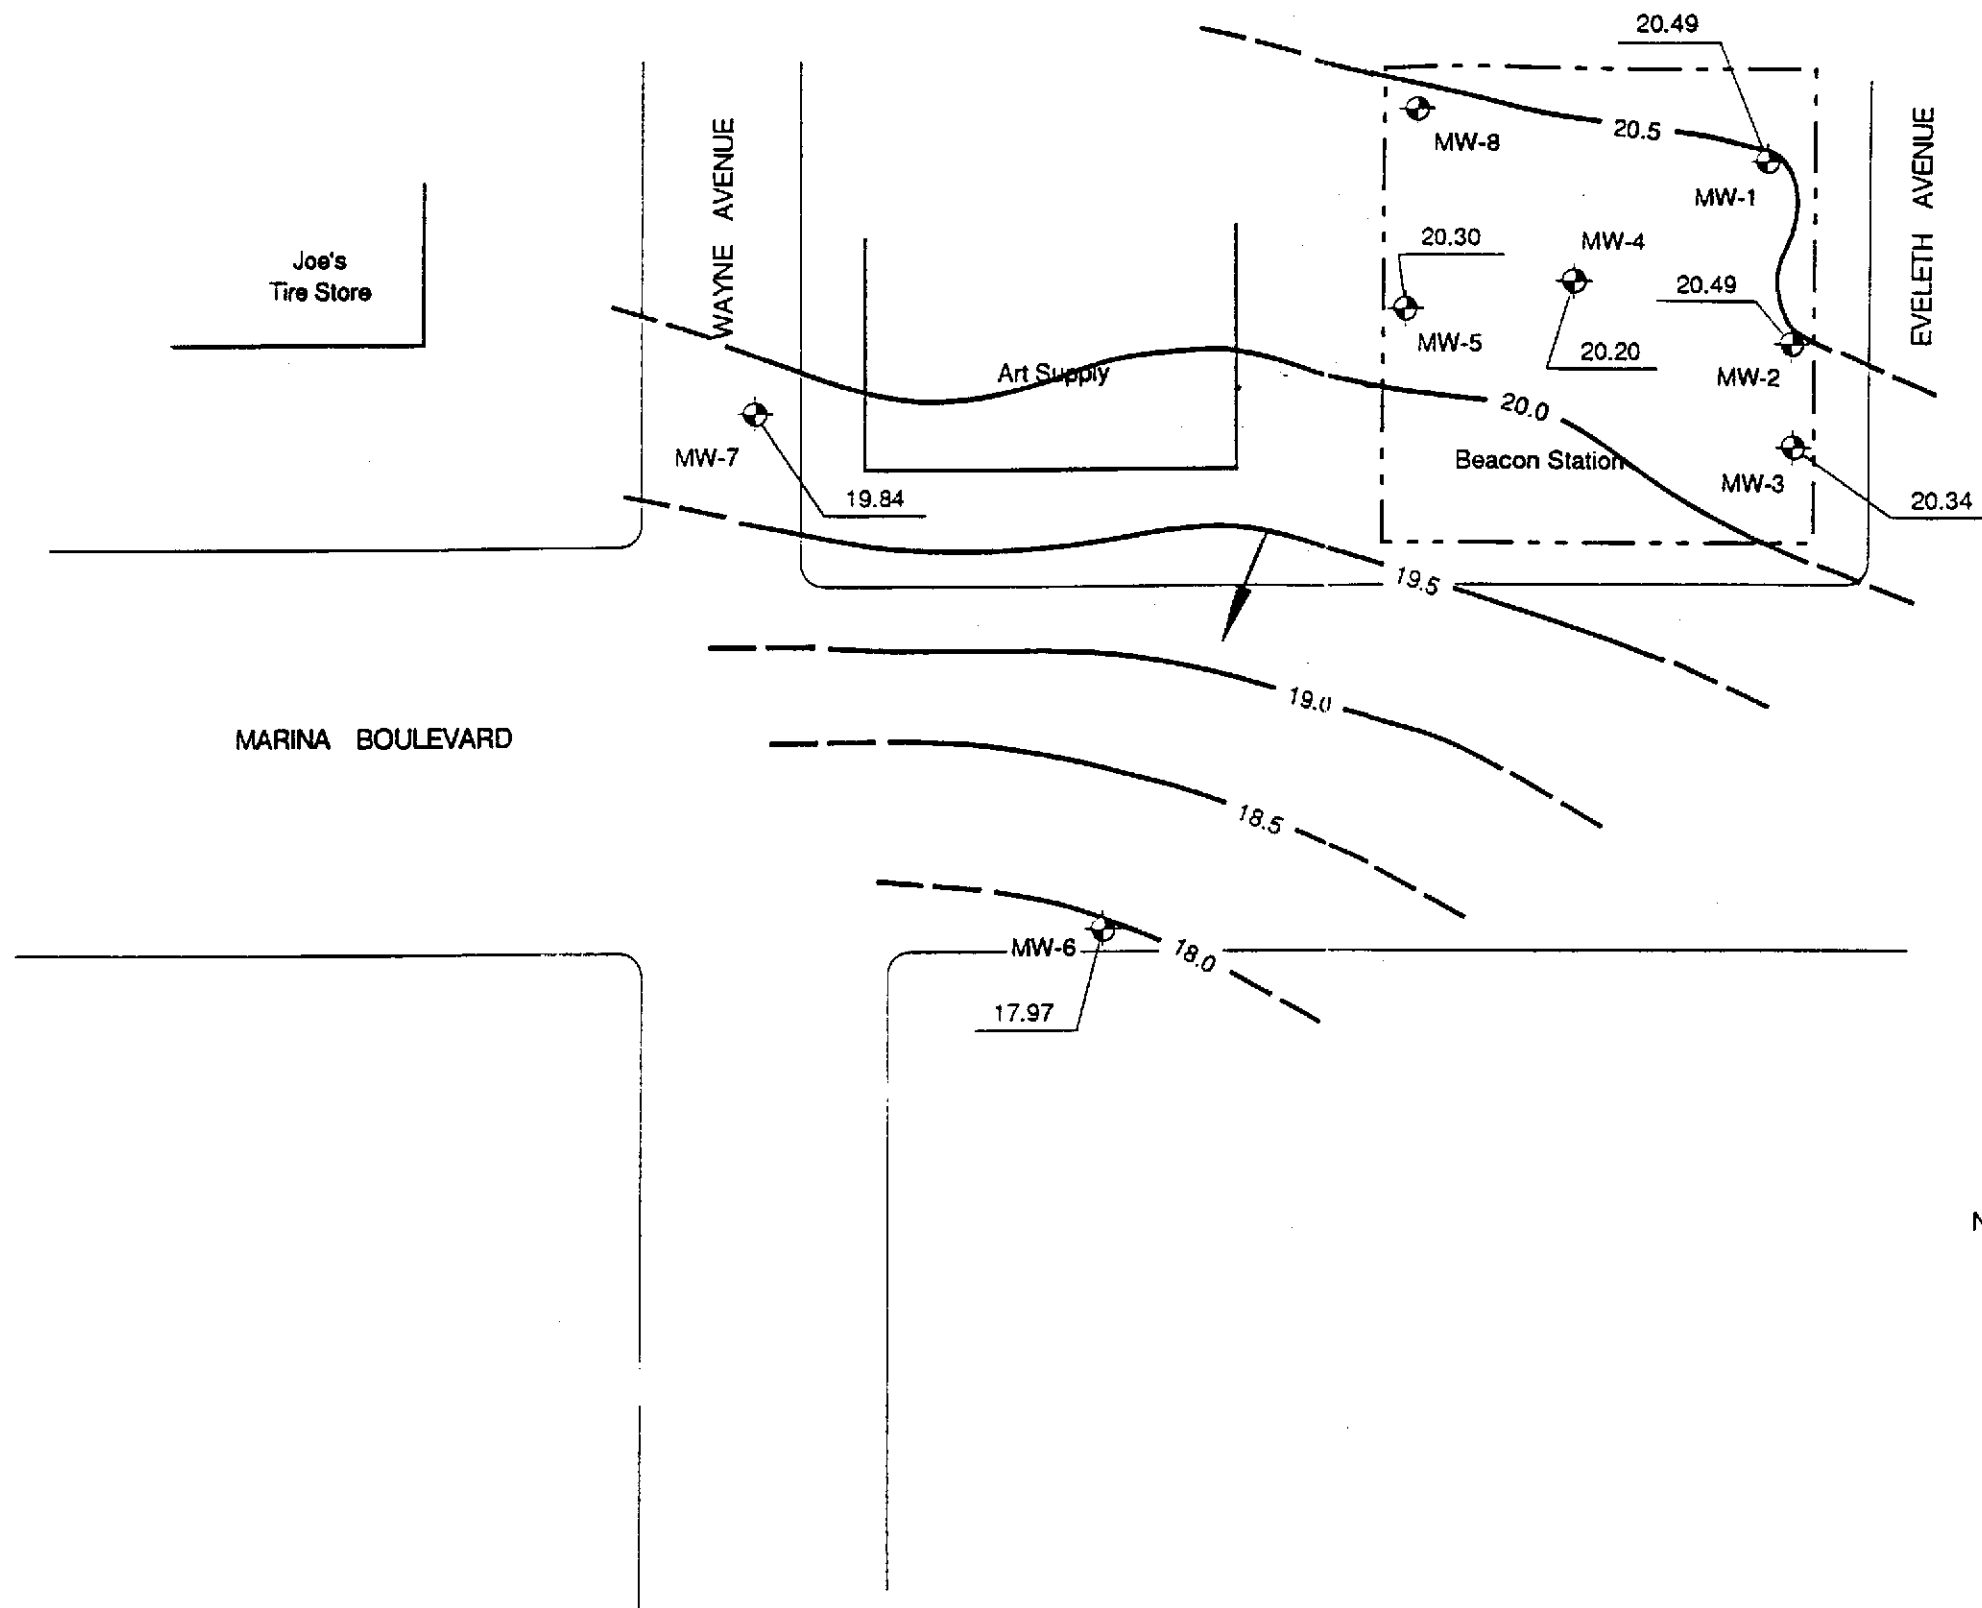 20.49
20.5
MW-8
MW-1
WAYNE AVENUE
EVELETH AVENUE
Joe's
Tire Store
20.30
MW-4
20.49
MW-5
20.20
MW-2
Art Supply
20.0
MW-7
Beacon Station
MW-3
19.84
20.34
19.5
19.0
MARINA BOULEVARD
18.5
MW-6
18.0
17.97
N